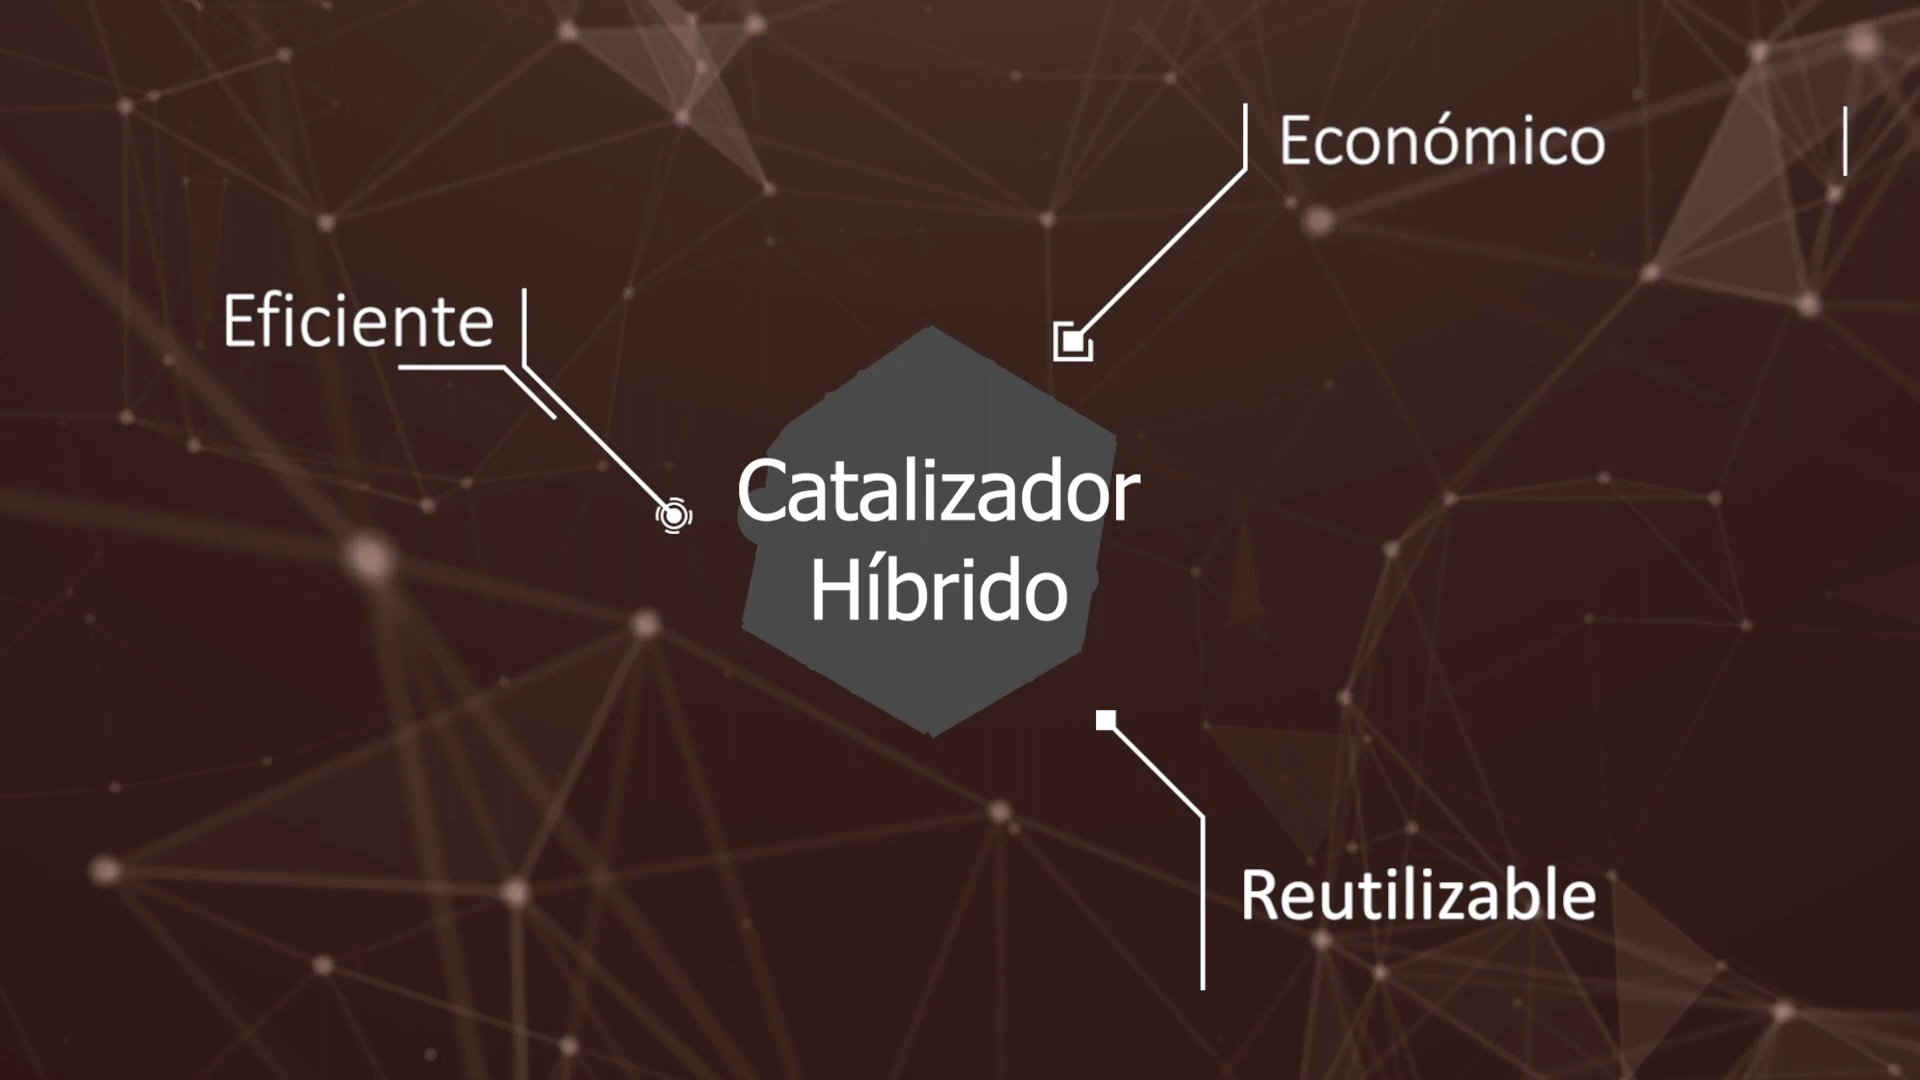 Económico
Eficiente
Catalizador
Híbrido
Reutilizable